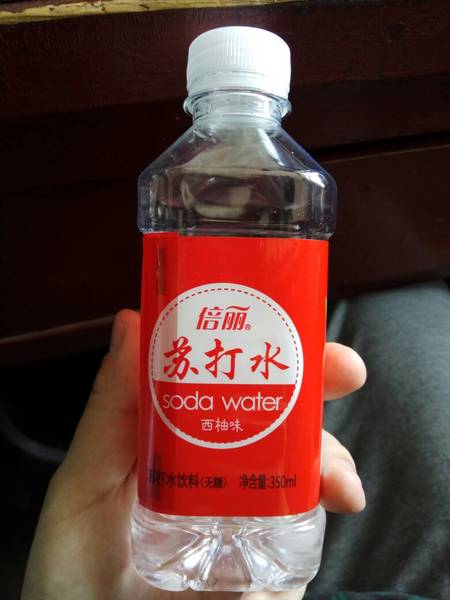 倍丽®
苏打水
soda water
西柚味
苏打水饮料(无糖) 净含量:350ml